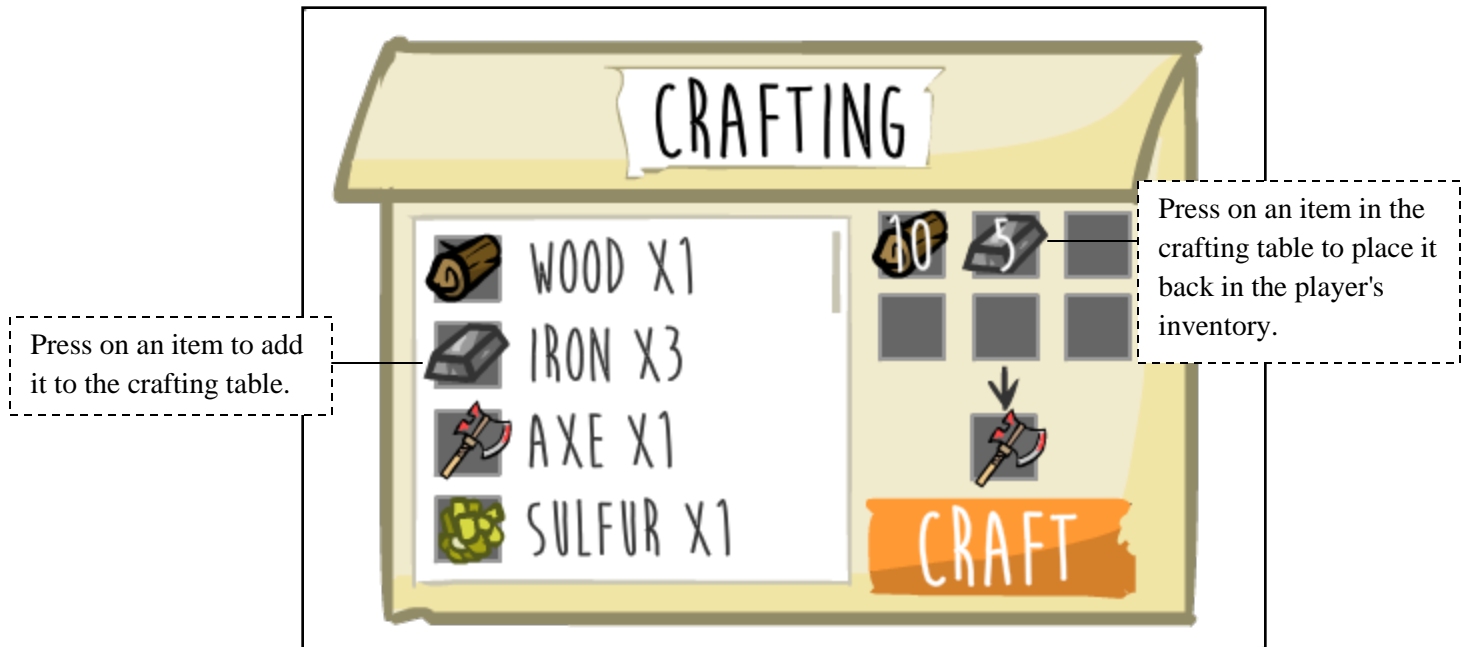 CRAFTING
WOOD X1
IRON X3
AXE X1
SULFUR X1
10
5
CRAFT
Press on an item to add
it to the crafting table.
Press on an item in the
crafting table to place it
back in the player's
inventory.